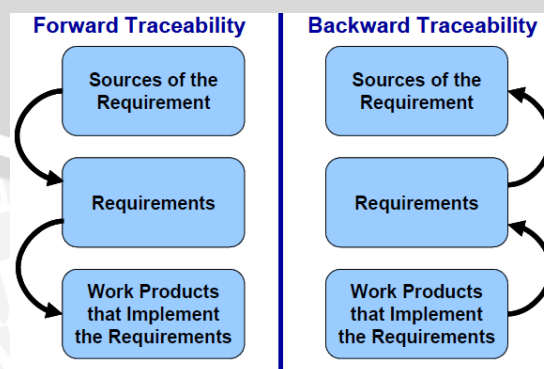 Forward Traceability
Sources of the
Requirement
Requirements
Work Products
that Implement
the Requirements
Backward Traceability
Sources of the
Requirement
Requirements
Work Products
that Implement
the Requirements